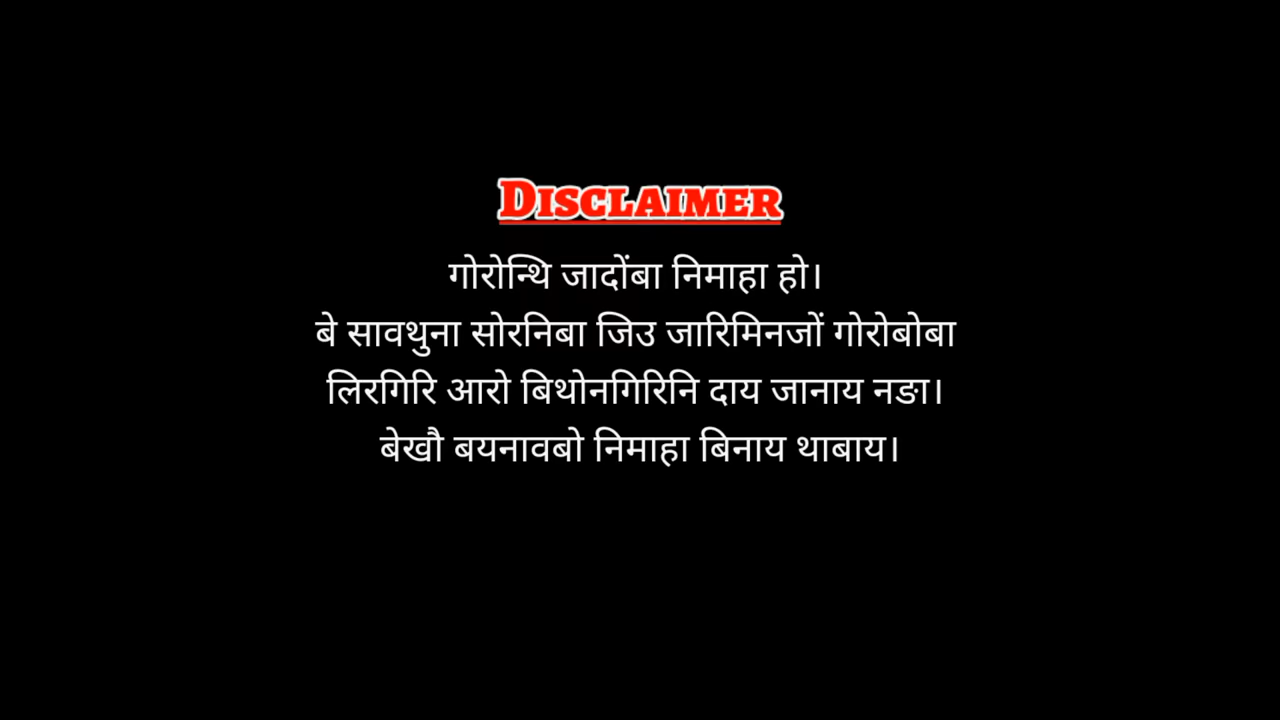 DISCLAIMER
गोरोन्थि जादोंबा निमाहा हो।
बे सावथुना सोरनिबा जिउ जारिमिनजों गोरोबोबा
लिरगिरि आरो बिथोनगिरिनि दाय जानाय नङा।
बेखौ बयनावबो निमाहा बिनाय थाबाय।